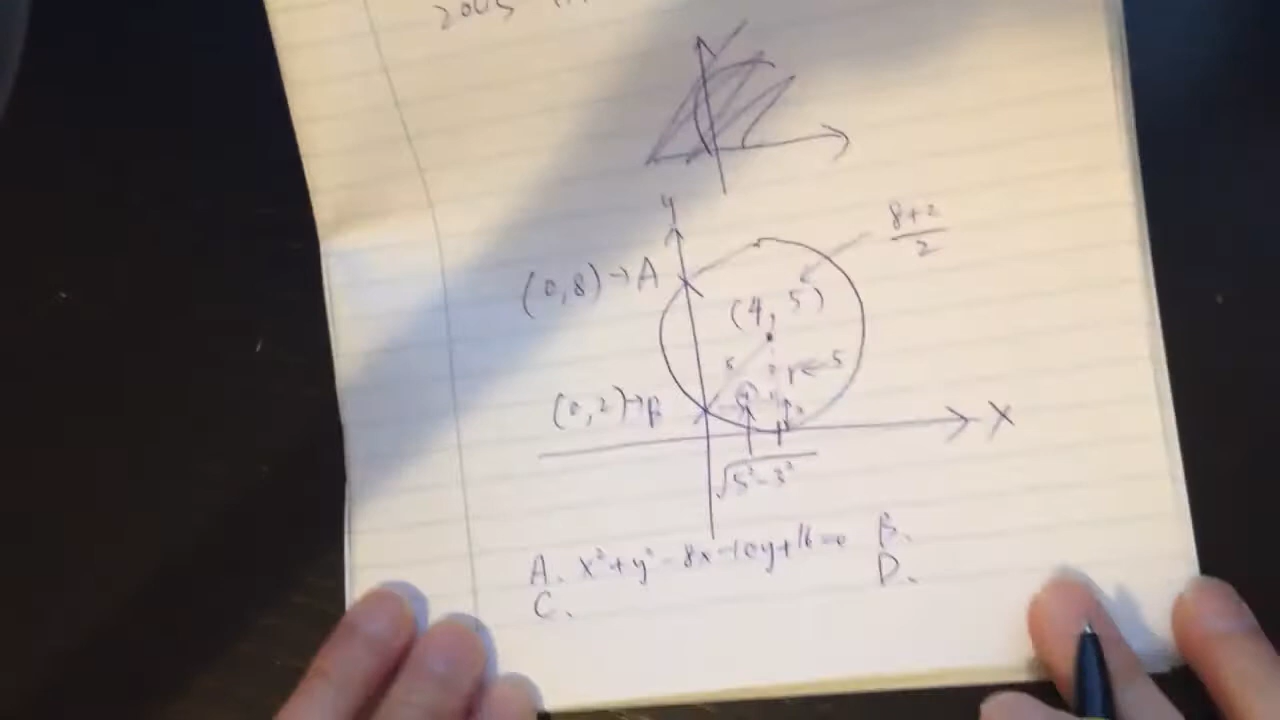 2005
y
8+2
2
(0,8)→A
(4,5)
5
r←5
(0,2)→B
X
√5²-3²
A. x²+y²-8x-10y+16=0 B.
C. D.